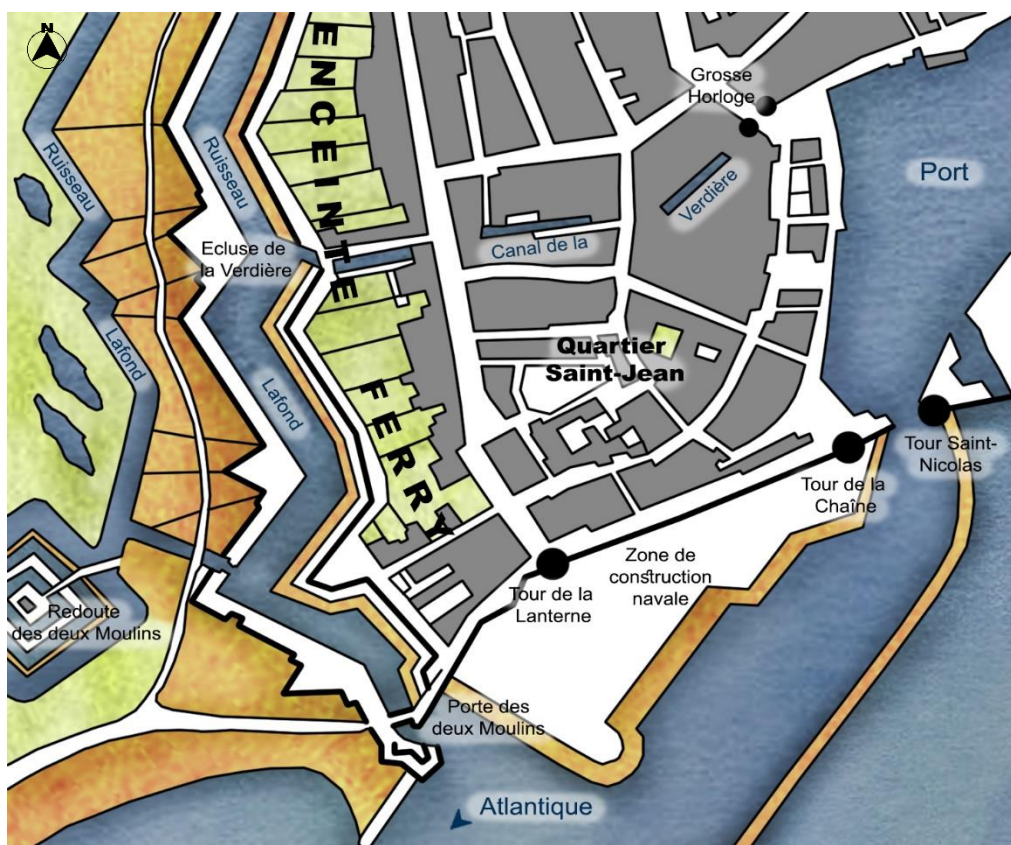 N
ENCEINTE FERRY
Grosse
Horloge
Ruisseau
Ruisseau
Port
Verdière
Ecluse de
la Verdière
Canal de la
Lafond
Lafond
Quartier
Saint-Jean
Tour Saint-
Nicolas
Tour de la
Chaîne
Zone de
construction
navale
Tour de la
Lanterne
Redoute
des deux Moulins
Porte des
deux Moulins
Atlantique